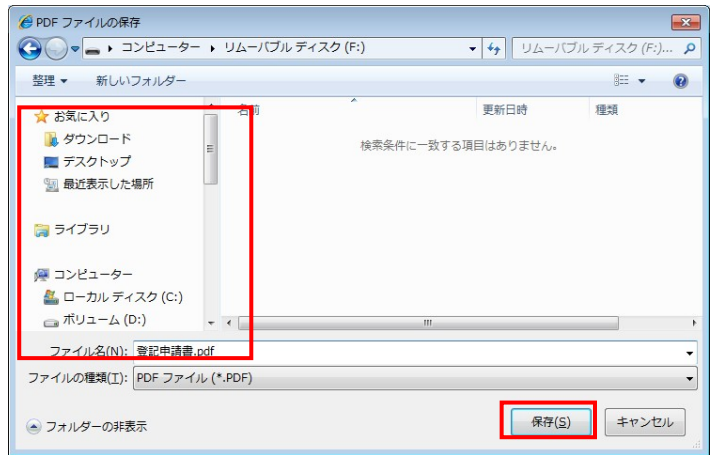 PDF ファイルの保存
コンピューター ▸ リムーバブル ディスク (F:)
リムーバブル ディスク (F:)...
整理 ▼ 新しいフォルダー
お気に入り
ダウンロード
デスクトップ
最近表示した場所
ライブラリ
コンピューター
ローカル ディスク (C:)
ボリューム (D:)
名前 更新日時 種類
検索条件に一致する項目はありません。
ファイル名(N): 登記申請書.pdf
ファイルの種類(T): PDF ファイル (*.PDF)
フォルダーの非表示
保存(S)
キャンセル